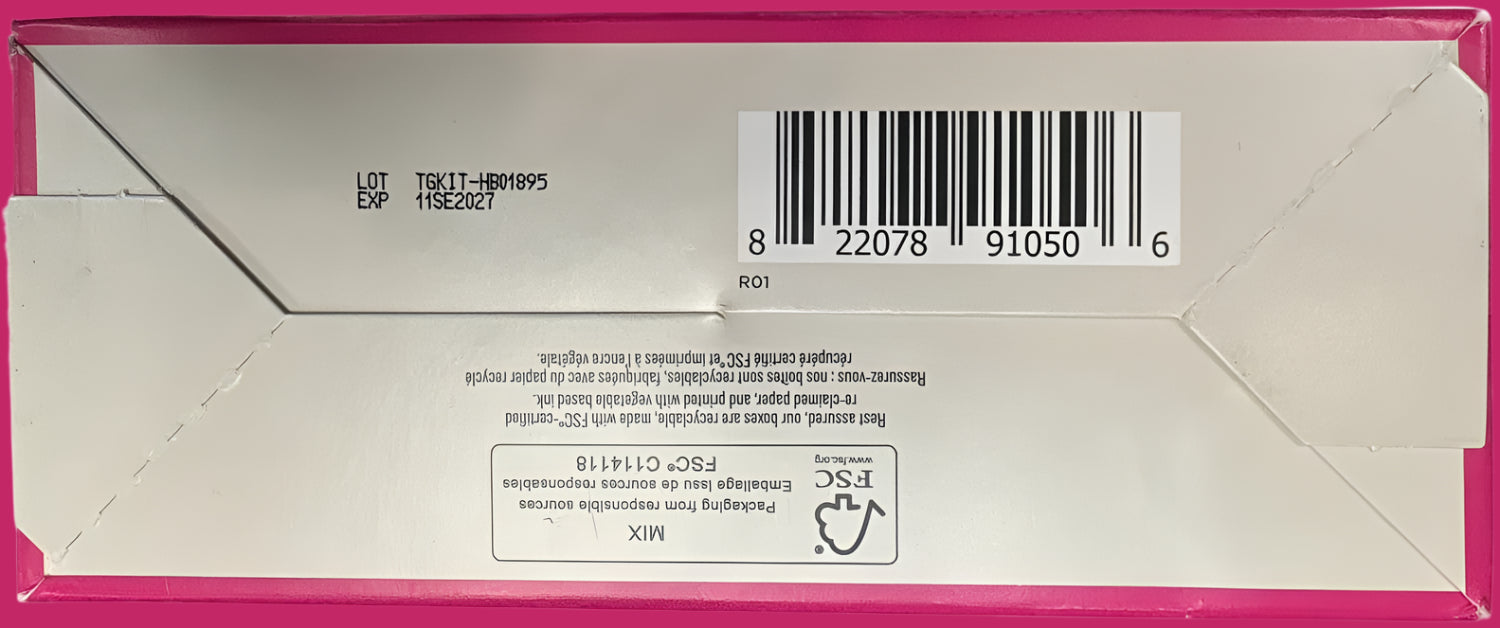 LOT TGKIT-HB01895
EXP 11SE2027
8 22078 91050 6
R01
MIX
Packaging from responsible sources
Emballage issu de sources responsables
FSC® C114118
®
FSC
www.fsc.org
Rest assured, our boxes are recyclable, made with FSC®-certified
re-claimed paper, and printed with vegetable based ink.
Rassurez-vous : nos boîtes sont recyclables, fabriquées avec du papier recyclé
récupéré certifié FSC® et imprimées à l'encre végétale.